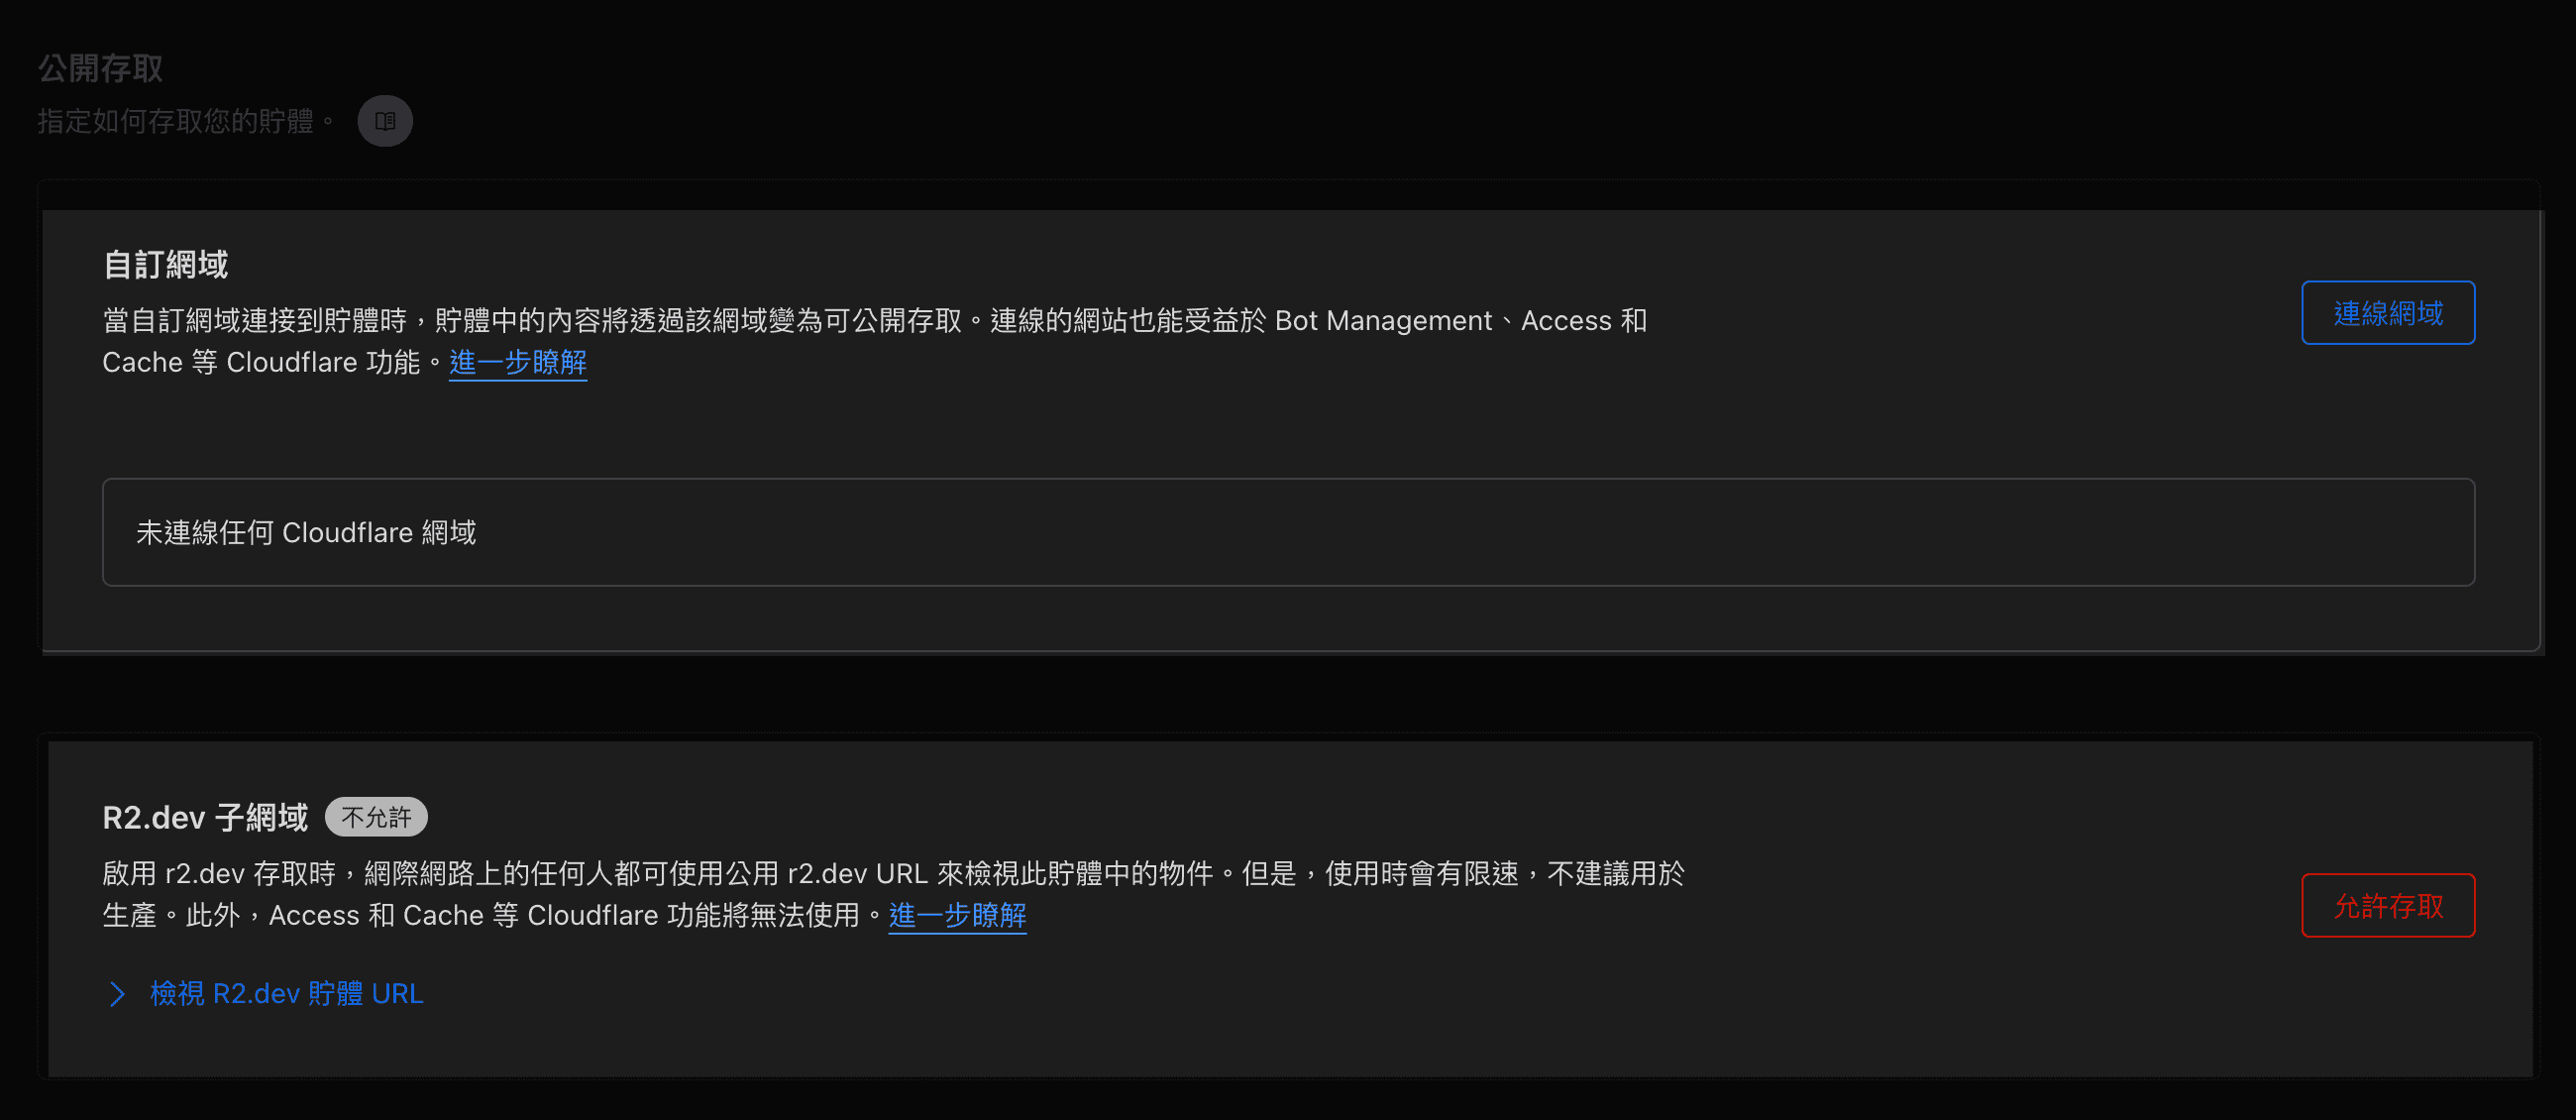 公開存取
指定如何存取您的貯體。
自訂網域
當自訂網域連接到貯體時，貯體中的內容將透過該網域變為可公開存取。連線的網站也能受益於 Bot Management、Access 和
Cache 等 Cloudflare 功能。進一步瞭解
連線網域
未連線任何 Cloudflare 網域
R2.dev 子網域 不允許
啟用 r2.dev 存取時，網際網路上的任何人都可使用公用 r2.dev URL 來檢視此貯體中的物件。但是，使用時會有限速，不建議用於
生產。此外，Access 和 Cache 等 Cloudflare 功能將無法使用。進一步瞭解
允許存取
檢視 R2.dev 貯體 URL